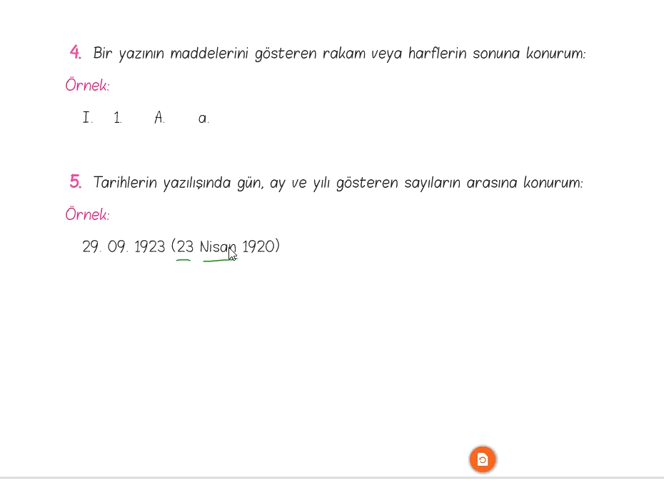 4. Bir yazının maddelerini gösteren rakam veya harflerin sonuna konurum:
Örnek:
I. 1. A. a.
5. Tarihlerin yazılışında gün, ay ve yılı gösteren sayıların arasına konurum:
Örnek:
29. 09. 1923 (23 Nisan 1920)